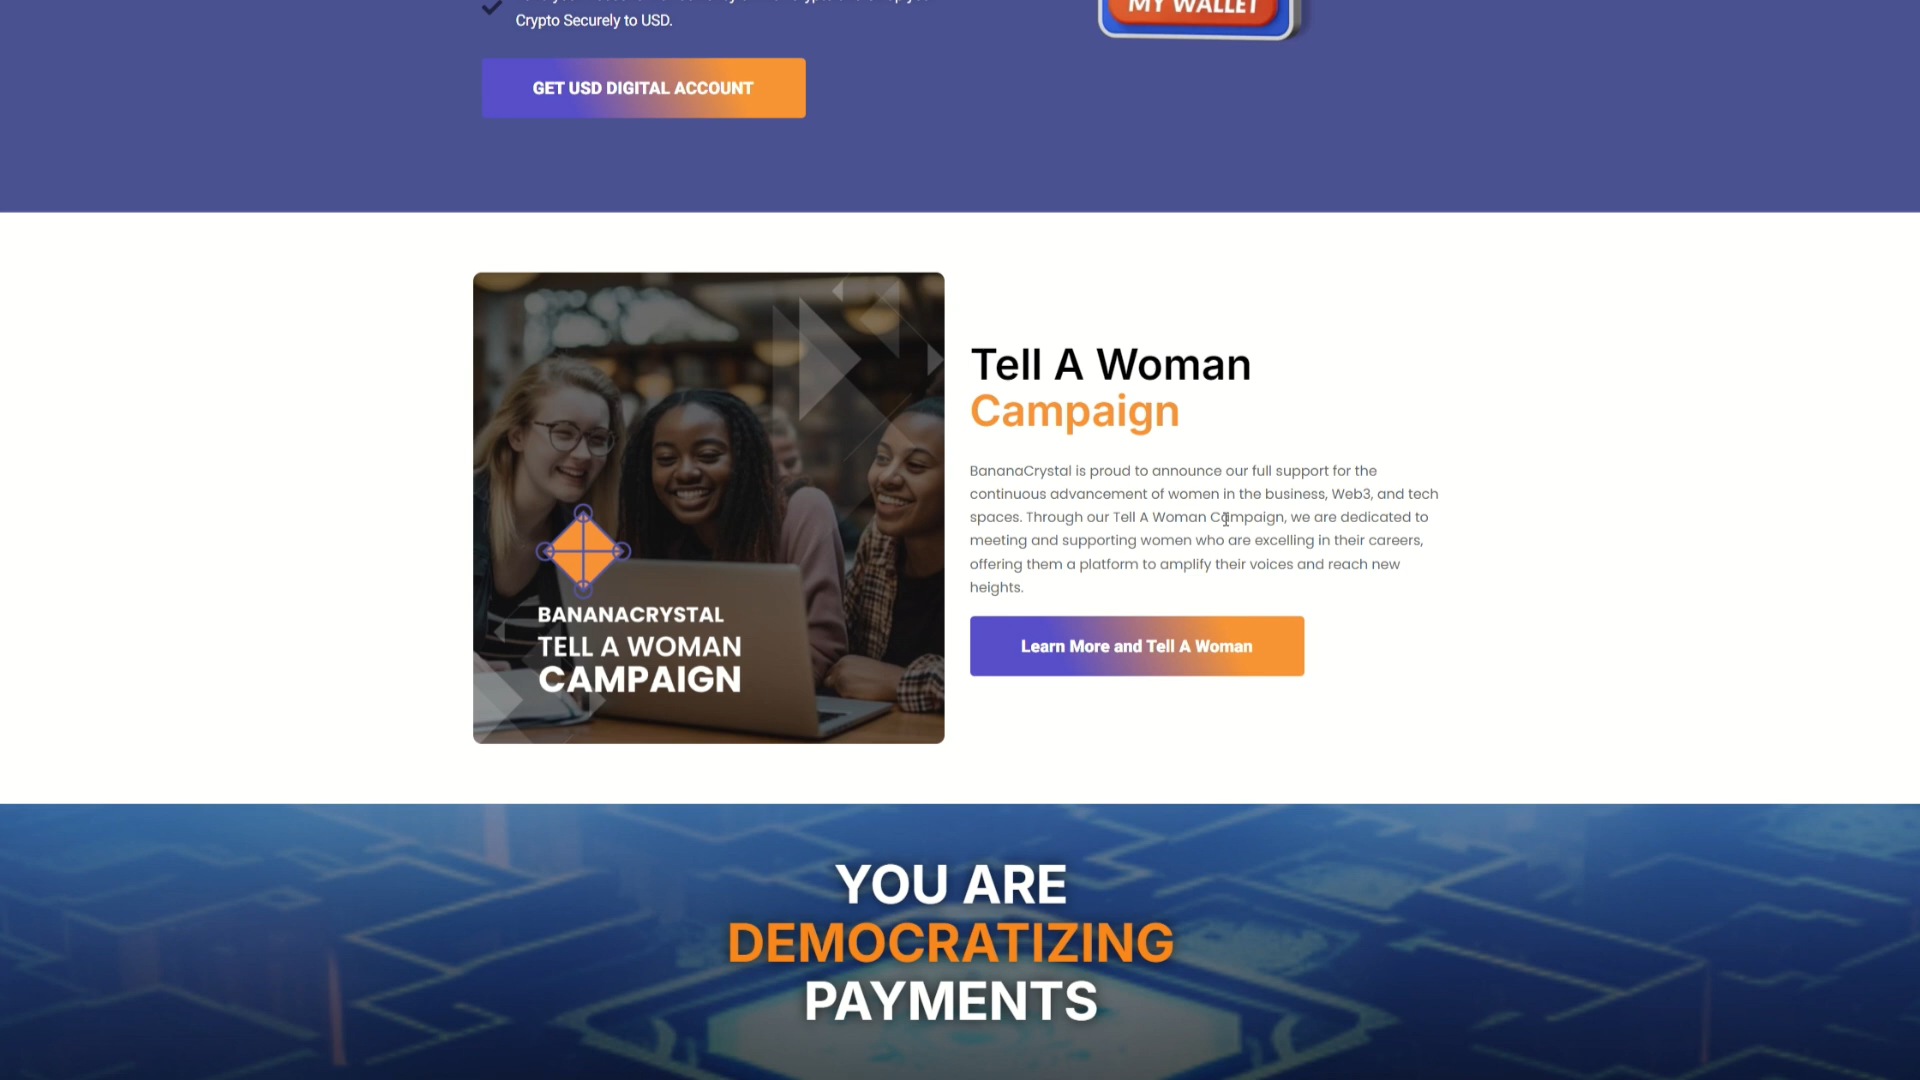 Crypto Securely to USD.
MY WALLET
GET USD DIGITAL ACCOUNT
Tell A Woman
Campaign
BananaCrystal is proud to announce our full support for the
continuous advancement of women in the business, Web3, and tech
spaces. Through our Tell A Woman Campaign, we are dedicated to
meeting and supporting women who are excelling in their careers,
offering them a platform to amplify their voices and reach new
heights.
Learn More and Tell A Woman
BANANACRYSTAL
TELL A WOMAN
CAMPAIGN
YOU ARE
DEMOCRATIZING
PAYMENTS